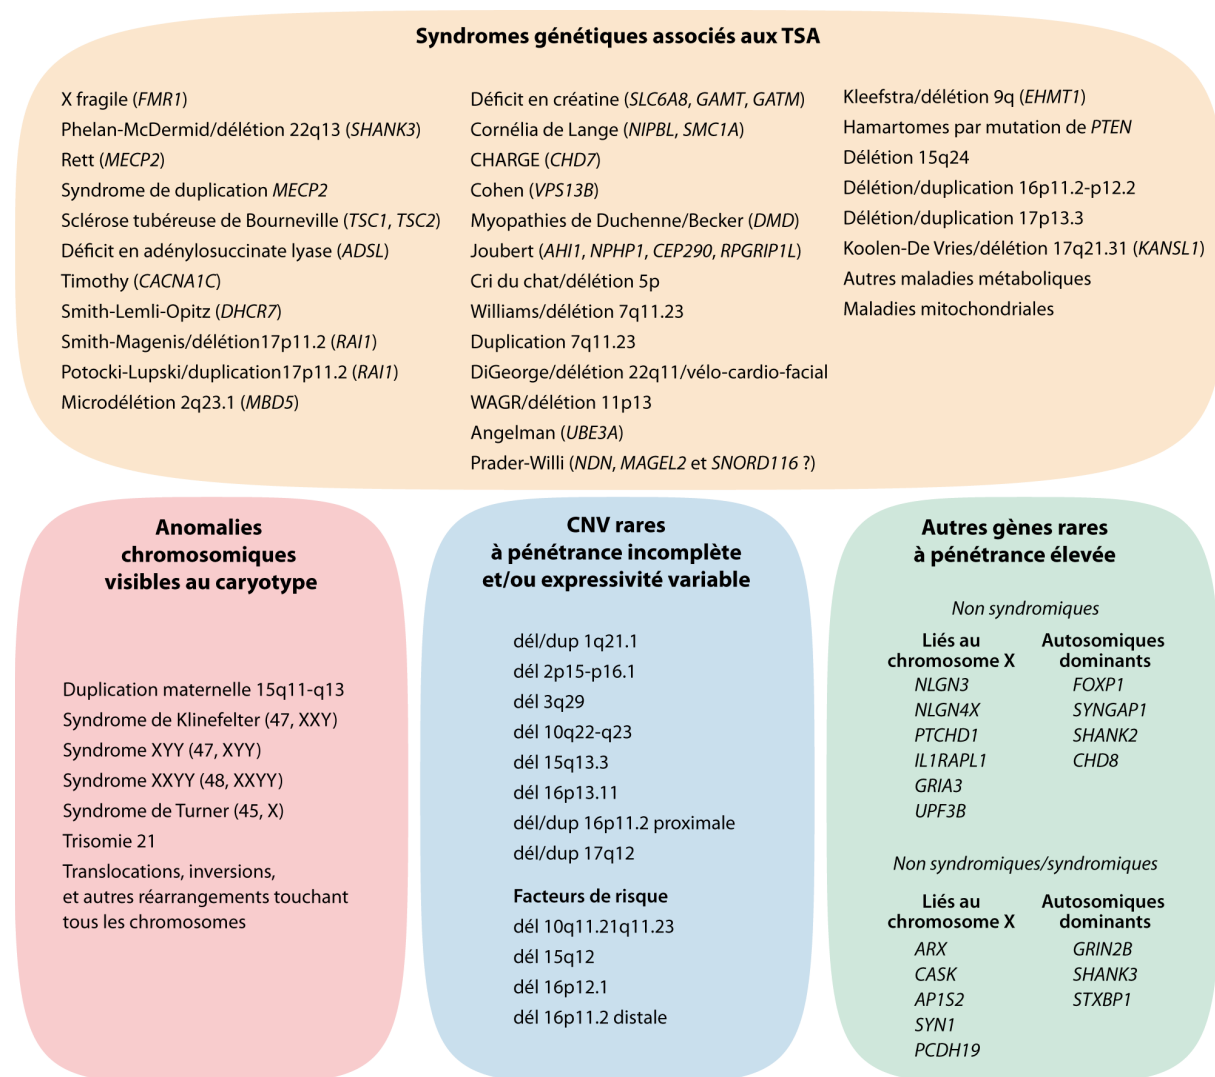 Syndromes génétiques associés aux TSA
X fragile (FMR1)
Phelan-McDermid/délétion 22q13 (SHANK3)
Rett (MECP2)
Syndrome de duplication MECP2
Sclérose tubéreuse de Bourneville (TSC1, TSC2)
Déficit en adénylosuccinate lyase (ADSL)
Timothy (CACNA1C)
Smith-Lemli-Opitz (DHCR7)
Smith-Magenis/délétion17p11.2 (RAI1)
Potocki-Lupski/duplication17p11.2 (RAI1)
Microdélétion 2q23.1 (MBD5)
Déficit en créatine (SLC6A8, GAMT, GATM)
Cornélia de Lange (NIPBL, SMC1A)
CHARGE (CHD7)
Cohen (VPS13B)
Myopathies de Duchenne/Becker (DMD)
Joubert (AHI1, NPHP1, CEP290, RPGRIP1L)
Cri du chat/délétion 5p
Williams/délétion 7q11.23
Duplication 7q11.23
DiGeorge/délétion 22q11/vélo-cardio-facial
WAGR/délétion 11p13
Angelman (UBE3A)
Prader-Willi (NDN, MAGEL2 et SNORD116 ?)
Kleefstra/délétion 9q (EHMT1)
Hamartomes par mutation de PTEN
Délétion 15q24
Délétion/duplication 16p11.2-p12.2
Délétion/duplication 17p13.3
Koolen-De Vries/délétion 17q21.31 (KANSL1)
Autres maladies métaboliques
Maladies mitochondriales
Anomalies
chromosomiques
visibles au caryotype
Duplication maternelle 15q11-q13
Syndrome de Klinefelter (47, XXY)
Syndrome XYY (47, XYY)
Syndrome XXYY (48, XXYY)
Syndrome de Turner (45, X)
Trisomie 21
Translocations, inversions,
et autres réarrangements touchant
tous les chromosomes
CNV rares
à pénétrance incomplète
et/ou expressivité variable
dél/dup 1q21.1
dél 2p15-p16.1
dél 3q29
dél 10q22-q23
dél 15q13.3
dél 16p13.11
dél/dup 16p11.2 proximale
dél/dup 17q12
Facteurs de risque
dél 10q11.21q11.23
dél 15q12
dél 16p12.1
dél 16p11.2 distale
Autres gènes rares
à pénétrance élevée
Non syndromiques
Liés au
chromosome X
NLGN3
NLGN4X
PTCHD1
IL1RAPL1
GRIA3
UPF3B
Autosomiques
dominants
FOXP1
SYNGAP1
SHANK2
CHD8
Non syndromiques/syndromiques
Liés au
chromosome X
ARX
CASK
AP1S2
SYN1
PCDH19
Autosomiques
dominants
GRIN2B
SHANK3
STXBP1